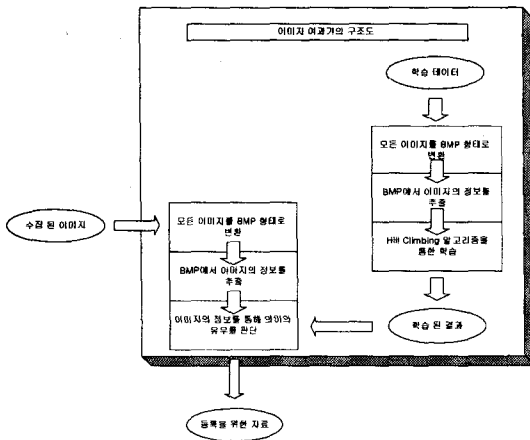 이미지 여과기의 구조도
학습 데이터
모든 이미지를 BMP 형태로
변환
BMP에서 이미지의 정보를
추출
Hill Climbing 알고리즘을
통한 학습
학습 된 결과
수집 된 이미지
모든 이미지를 BMP 형태로
변환
BMP에서 이미지의 정보를
추출
이미지의 정보를 통해 의미의
유무를 판단
등록을 위한 자료